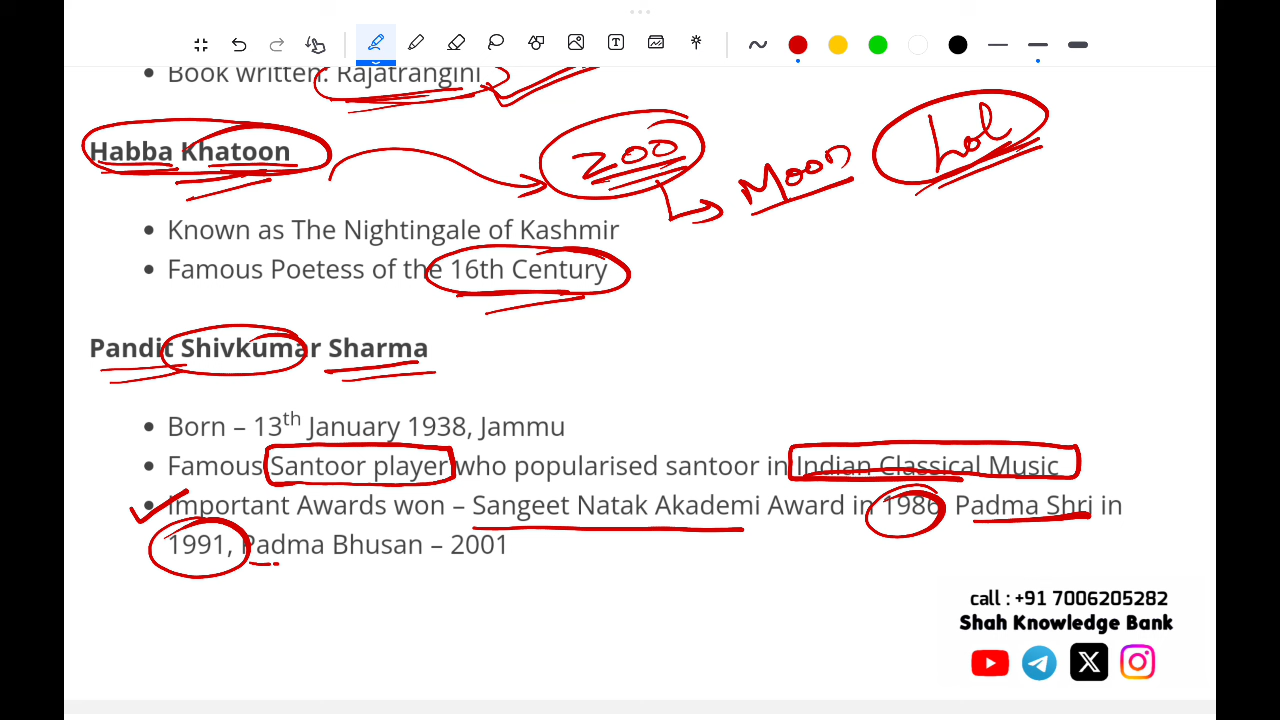 Book written: Rajatrangini
Habba Khatoon
zoo
Moon
Lol
Known as The Nightingale of Kashmir
Famous Poetess of the 16th Century
Pandit Shivkumar Sharma
Born – 13th January 1938, Jammu
Famous Santoor player who popularised santoor in Indian Classical Music
Important Awards won – Sangeet Natak Akademi Award in 1986, Padma Shri in
1991, Padma Bhusan – 2001
call : +91 7006205282
Shah Knowledge Bank